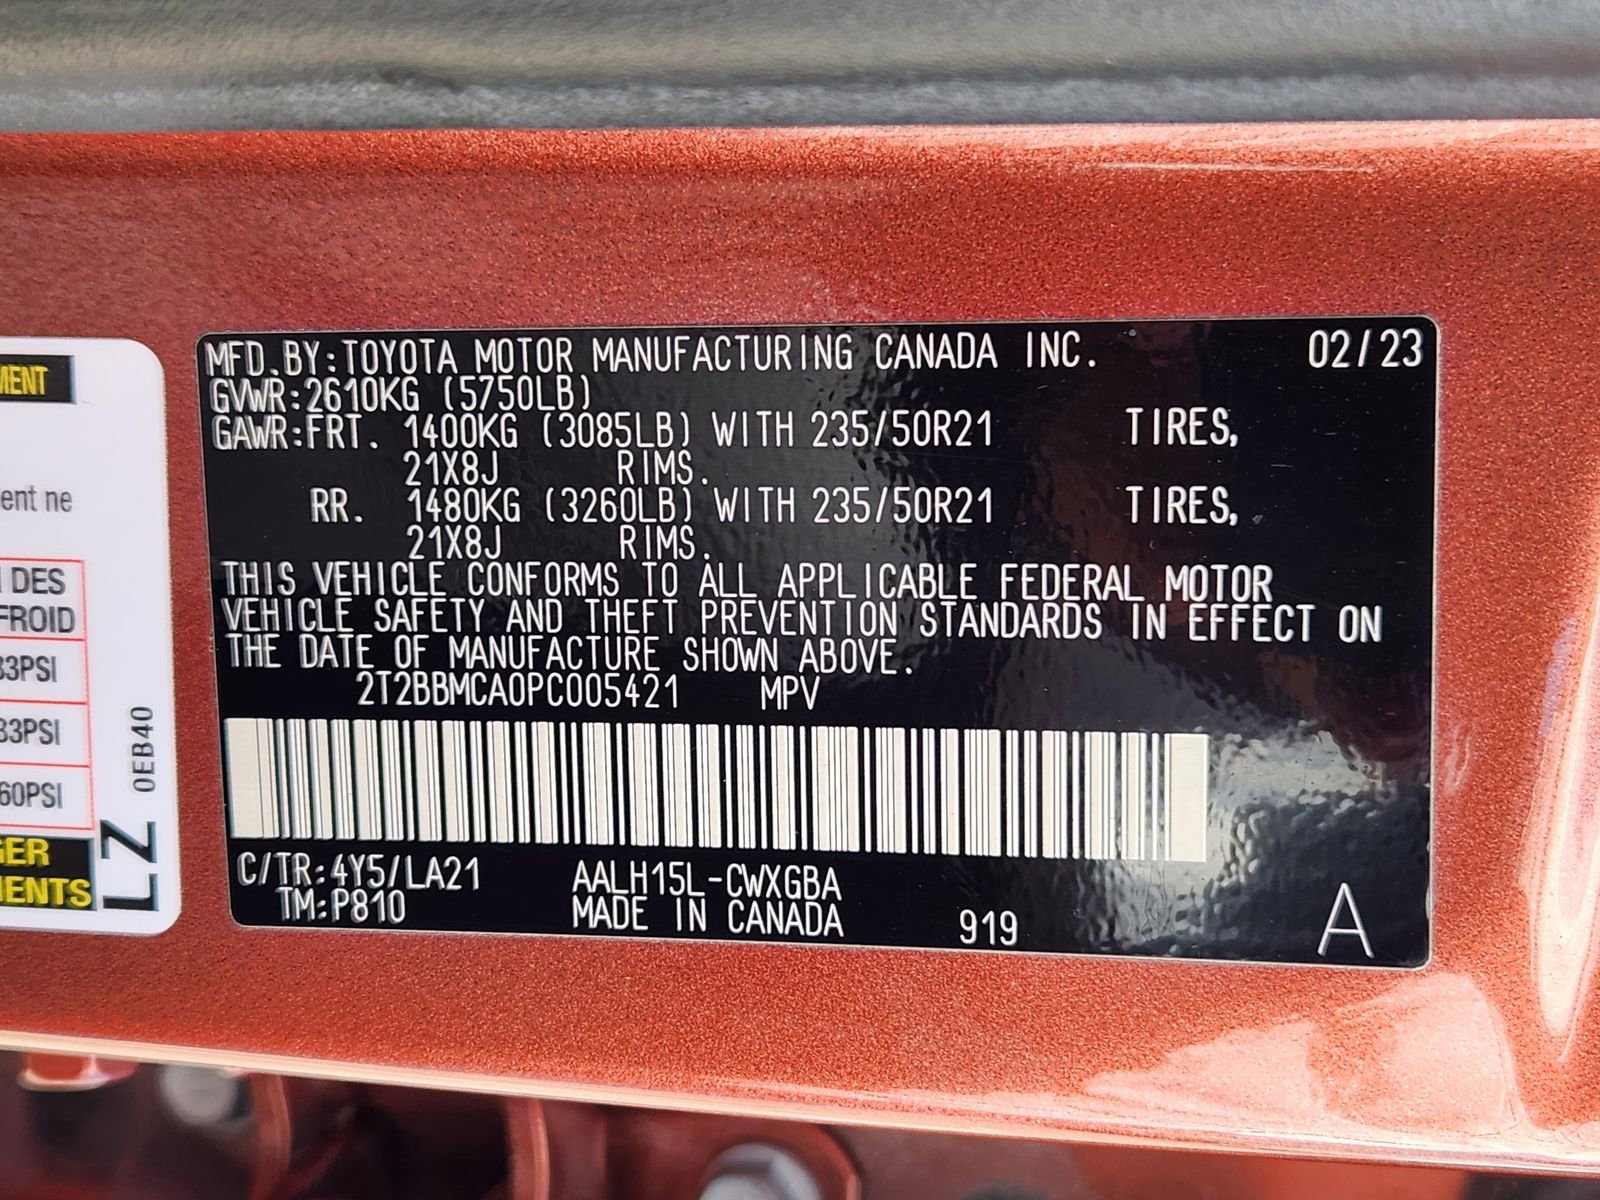 MFD.BY:TOYOTA MOTOR MANUFACTURING CANADA INC. 02/23
GVWR:2610KG (5750LB)
GAWR:FRT. 1400KG (3085LB) WITH 235/50R21 TIRES,
21X8J RIMS.
RR. 1480KG (3260LB) WITH 235/50R21 TIRES,
21X8J RIMS.
THIS VEHICLE CONFORMS TO ALL APPLICABLE FEDERAL MOTOR
VEHICLE SAFETY AND THEFT PREVENTION STANDARDS IN EFFECT ON
THE DATE OF MANUFACTURE SHOWN ABOVE.
2T2BBMCA0PC005421 MPV
C/TR:4Y5/LA21 AALH15L-CWXGBA
TM:P810 MADE IN CANADA 919 A
ent ne
DES
FROID
33PSI
33PSI
60PSI
0EB40
LZ